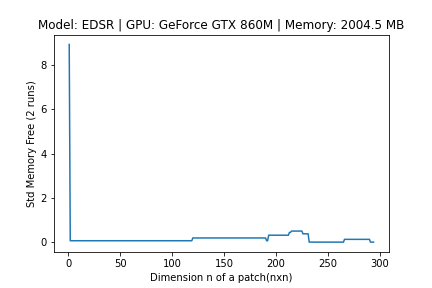 Model: EDSR | GPU: GeForce GTX 860M | Memory: 2004.5 MB
Std Memory Free (2 runs)
8
6
4
2
0
0 50 100 150 200 250 300
Dimension n of a patch(nxn)